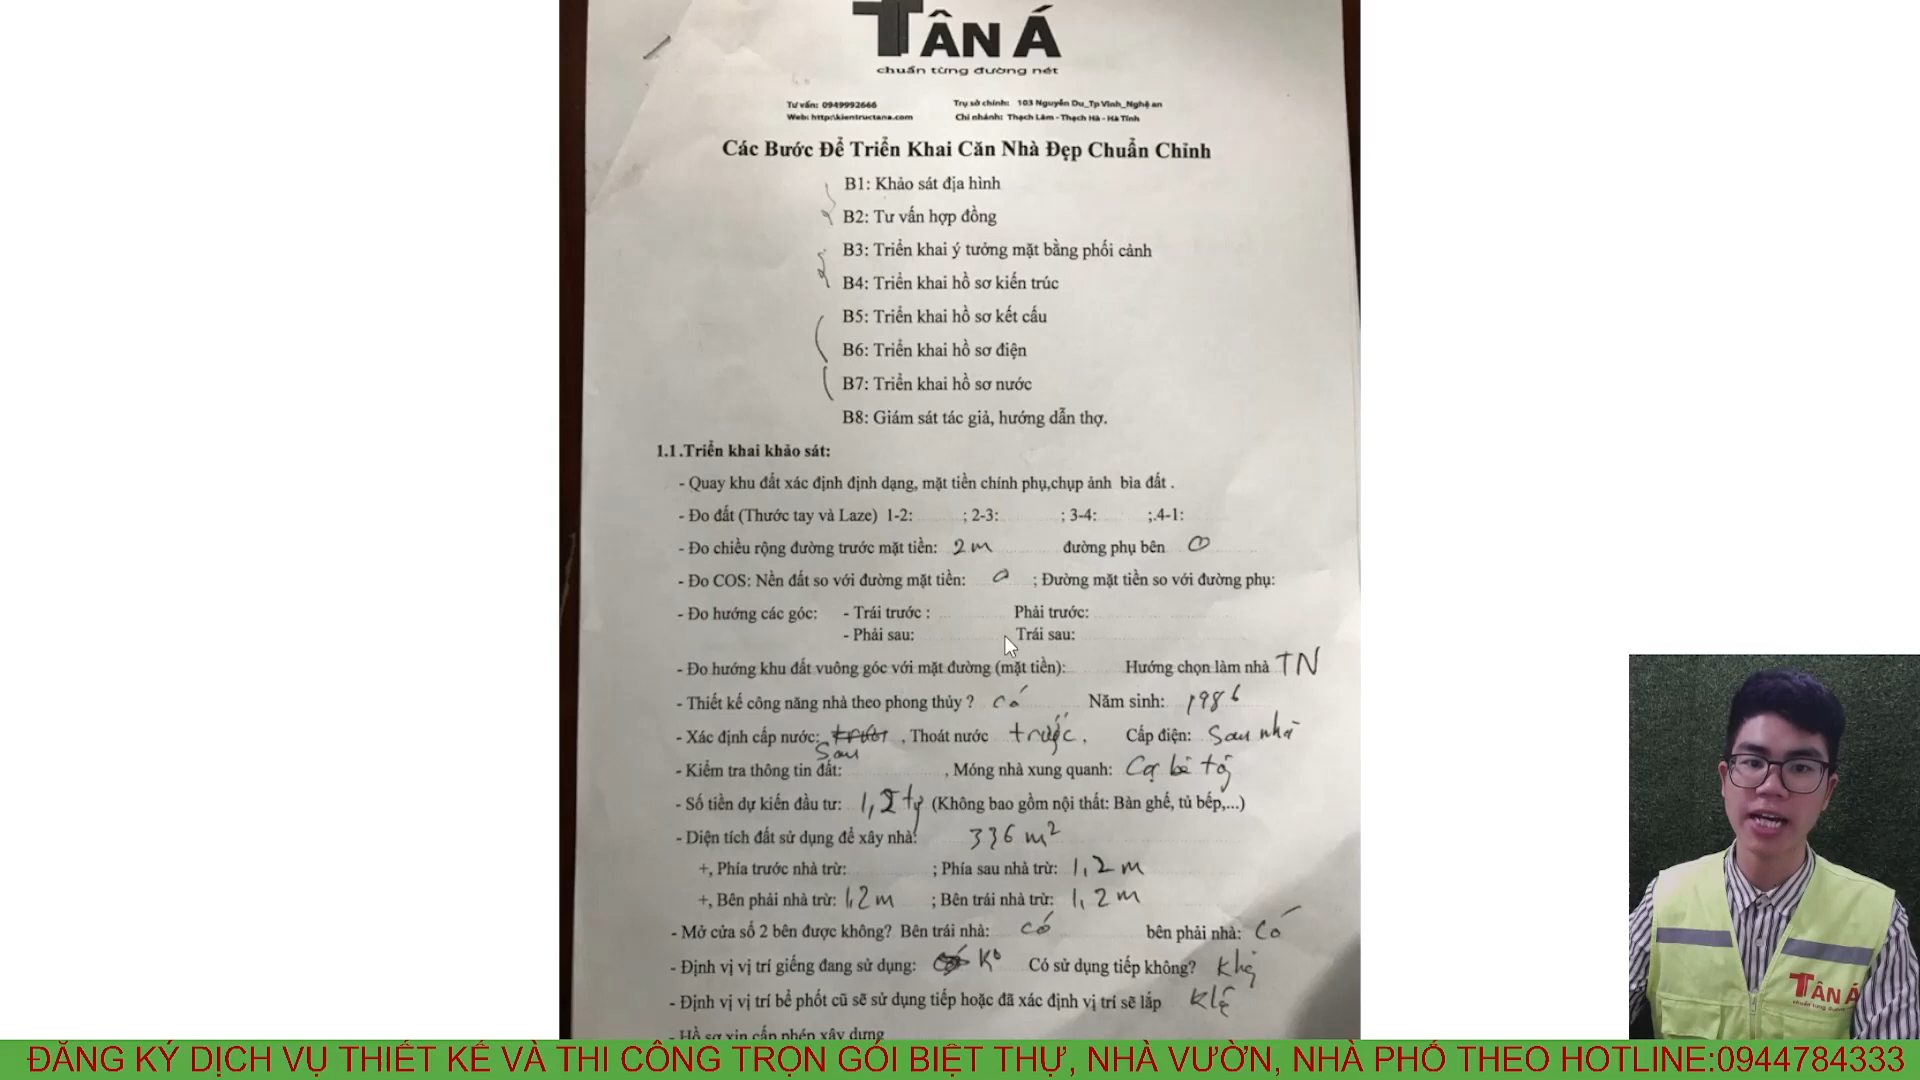 TÂN Á
chuẩn từng đường nét
Tư vấn: 0949992666 Trụ sở chính: 103 Nguyễn Du_Tp Vinh_Nghệ an
Web: http:\kientructana.com Chi nhánh: Thạch Lâm - Thạch Hà - Hà Tĩnh
Các Bước Để Triển Khai Căn Nhà Đẹp Chuẩn Chỉnh
B1: Khảo sát địa hình
B2: Tư vấn hợp đồng
B3: Triển khai ý tưởng mặt bằng phối cảnh
B4: Triển khai hồ sơ kiến trúc
B5: Triển khai hồ sơ kết cấu
B6: Triển khai hồ sơ điện
B7: Triển khai hồ sơ nước
B8: Giám sát tác giả, hướng dẫn thợ.
1.1.Triển khai khảo sát:
- Quay khu đất xác định định dạng, mặt tiền chính phụ,chụp ảnh bìa đất .
- Đo đất (Thước tay và Laze) 1-2: ; 2-3: ; 3-4: ;.4-1:
- Đo chiều rộng đường trước mặt tiền: 2m đường phụ bên 0
- Đo COS: Nền đất so với đường mặt tiền: 0 ; Đường mặt tiền so với đường phụ:
- Đo hướng các góc: - Trái trước : Phải trước:
- Phải sau: Trái sau:
- Đo hướng khu đất vuông góc với mặt đường (mặt tiền): Hướng chọn làm nhà TN
- Thiết kế công năng nhà theo phong thủy ? có Năm sinh: 1986
- Xác định cấp nước: Sau , Thoát nước trước. Cấp điện: Sau nhà
- Kiểm tra thông tin đất: , Móng nhà xung quanh: Cọ bê tô
- Số tiền dự kiến đầu tư: 1,2 tỷ (Không bao gồm nội thất: Bàn ghế, tủ bếp,...)
- Diện tích đất sử dụng để xây nhà: 336 m²
+, Phía trước nhà trừ: ; Phía sau nhà trừ: 1,2 m
+, Bên phải nhà trừ: 1,2 m ; Bên trái nhà trừ: 1,2 m
- Mở cửa sổ 2 bên được không? Bên trái nhà: có bên phải nhà: Có
- Định vị vị trí giếng đang sử dụng: Ko Có sử dụng tiếp không?
- Định vị vị trí bể phốt cũ sẽ sử dụng tiếp hoặc đã xác định vị trí sẽ lắp
- Hồ sơ xin cấp phép xây dựng
TÂN Á
chuẩn từng đường nét
ĐĂNG KÝ DỊCH VỤ THIẾT KẾ VÀ THI CÔNG TRỌN GÓI BIỆT THỰ, NHÀ VƯỜN, NHÀ PHỐ THEO HOTLINE:0944784333